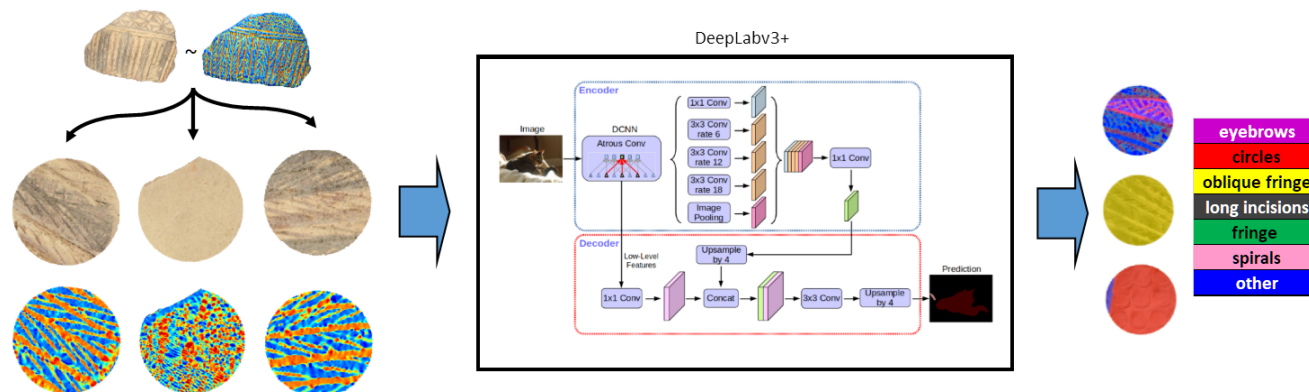 ~
DeepLabv3+
Encoder
Image
DCNN
Atrous Conv
1x1 Conv
3x3 Conv
rate 6
3x3 Conv
rate 12
3x3 Conv
rate 18
Image
Pooling
1x1 Conv
Decoder
Low-Level
Features
Upsample
by 4
1x1 Conv
Concat
3x3 Conv
Upsample
by 4
Prediction
eyebrows
circles
oblique fringe
long incisions
fringe
spirals
other